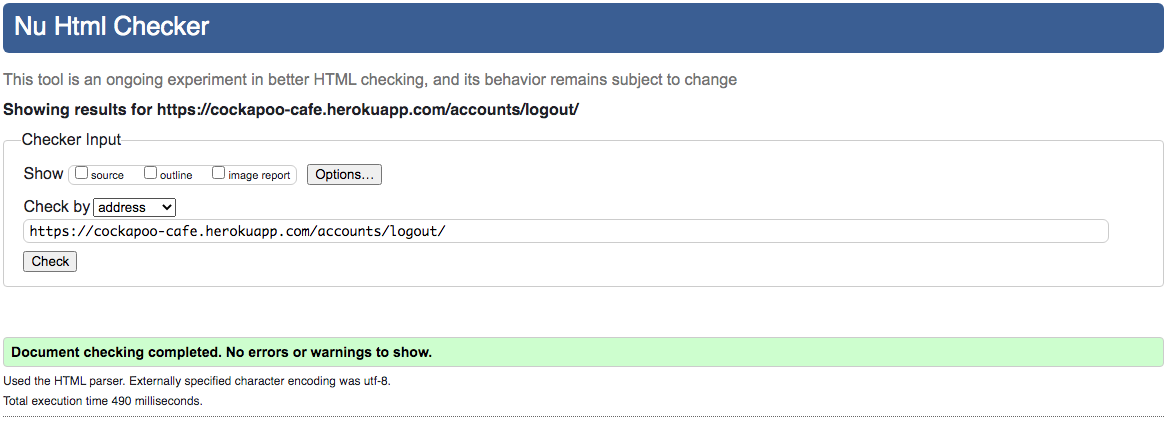 Nu Html Checker
This tool is an ongoing experiment in better HTML checking, and its behavior remains subject to change
Showing results for https://cockapoo-cafe.herokuapp.com/accounts/logout/
Checker Input
Show source outline image report Options...
Check by address
https://cockapoo-cafe.herokuapp.com/accounts/logout/
Check
Document checking completed. No errors or warnings to show.
Used the HTML parser. Externally specified character encoding was utf-8.
Total execution time 490 milliseconds.